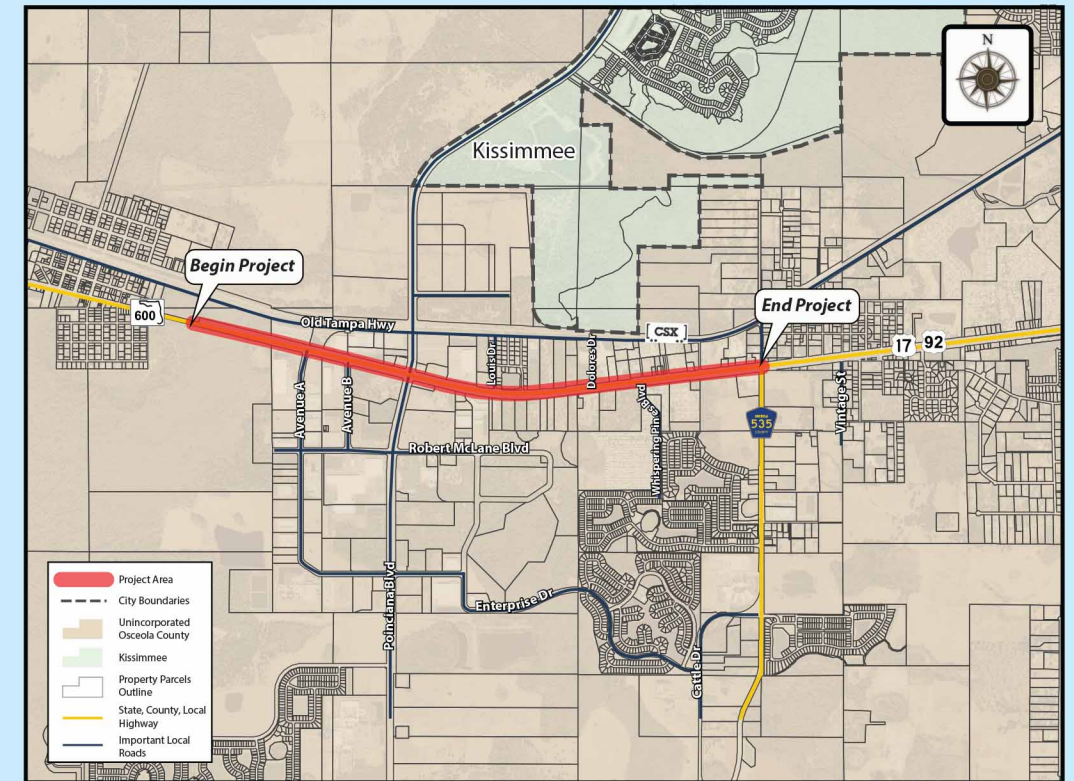 N
Kissimmee
Begin Project
End Project
600
Old Tampa Hwy
CSX
17 92
Louis Dr
Dolores Dr
Avenue A
Avenue B
Whispering Pines Blvd
535
COUNTY
Vintage St
Robert McLane Blvd
Poinciana Blvd
Enterprise Dr
Cattle Dr
Project Area
City Boundaries
Unincorporated
Osceola County
Kissimmee
Property Parcels
Outline
State, County, Local
Highway
Important Local
Roads